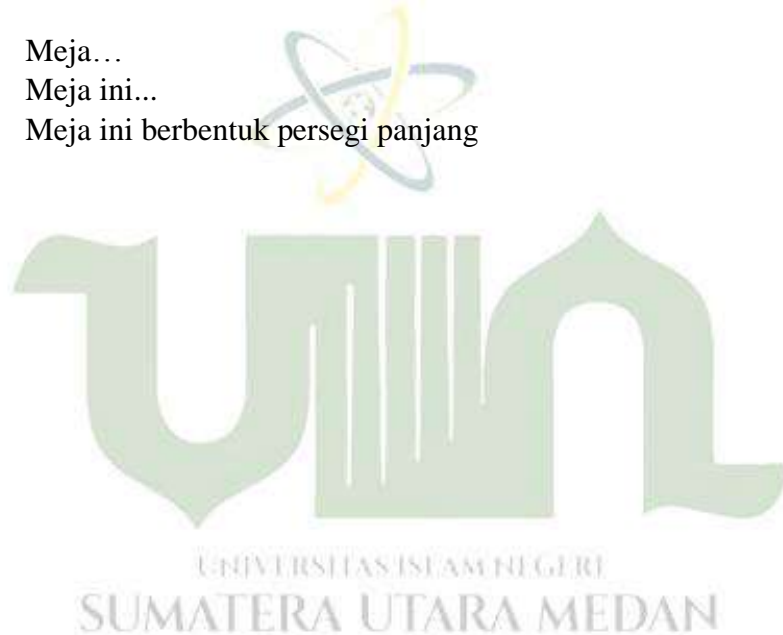 Meja…
Meja ini...
Meja ini berbentuk persegi panjang
UNIVERSITAS ISLAM NEGERI
SUMATERA UTARA MEDAN